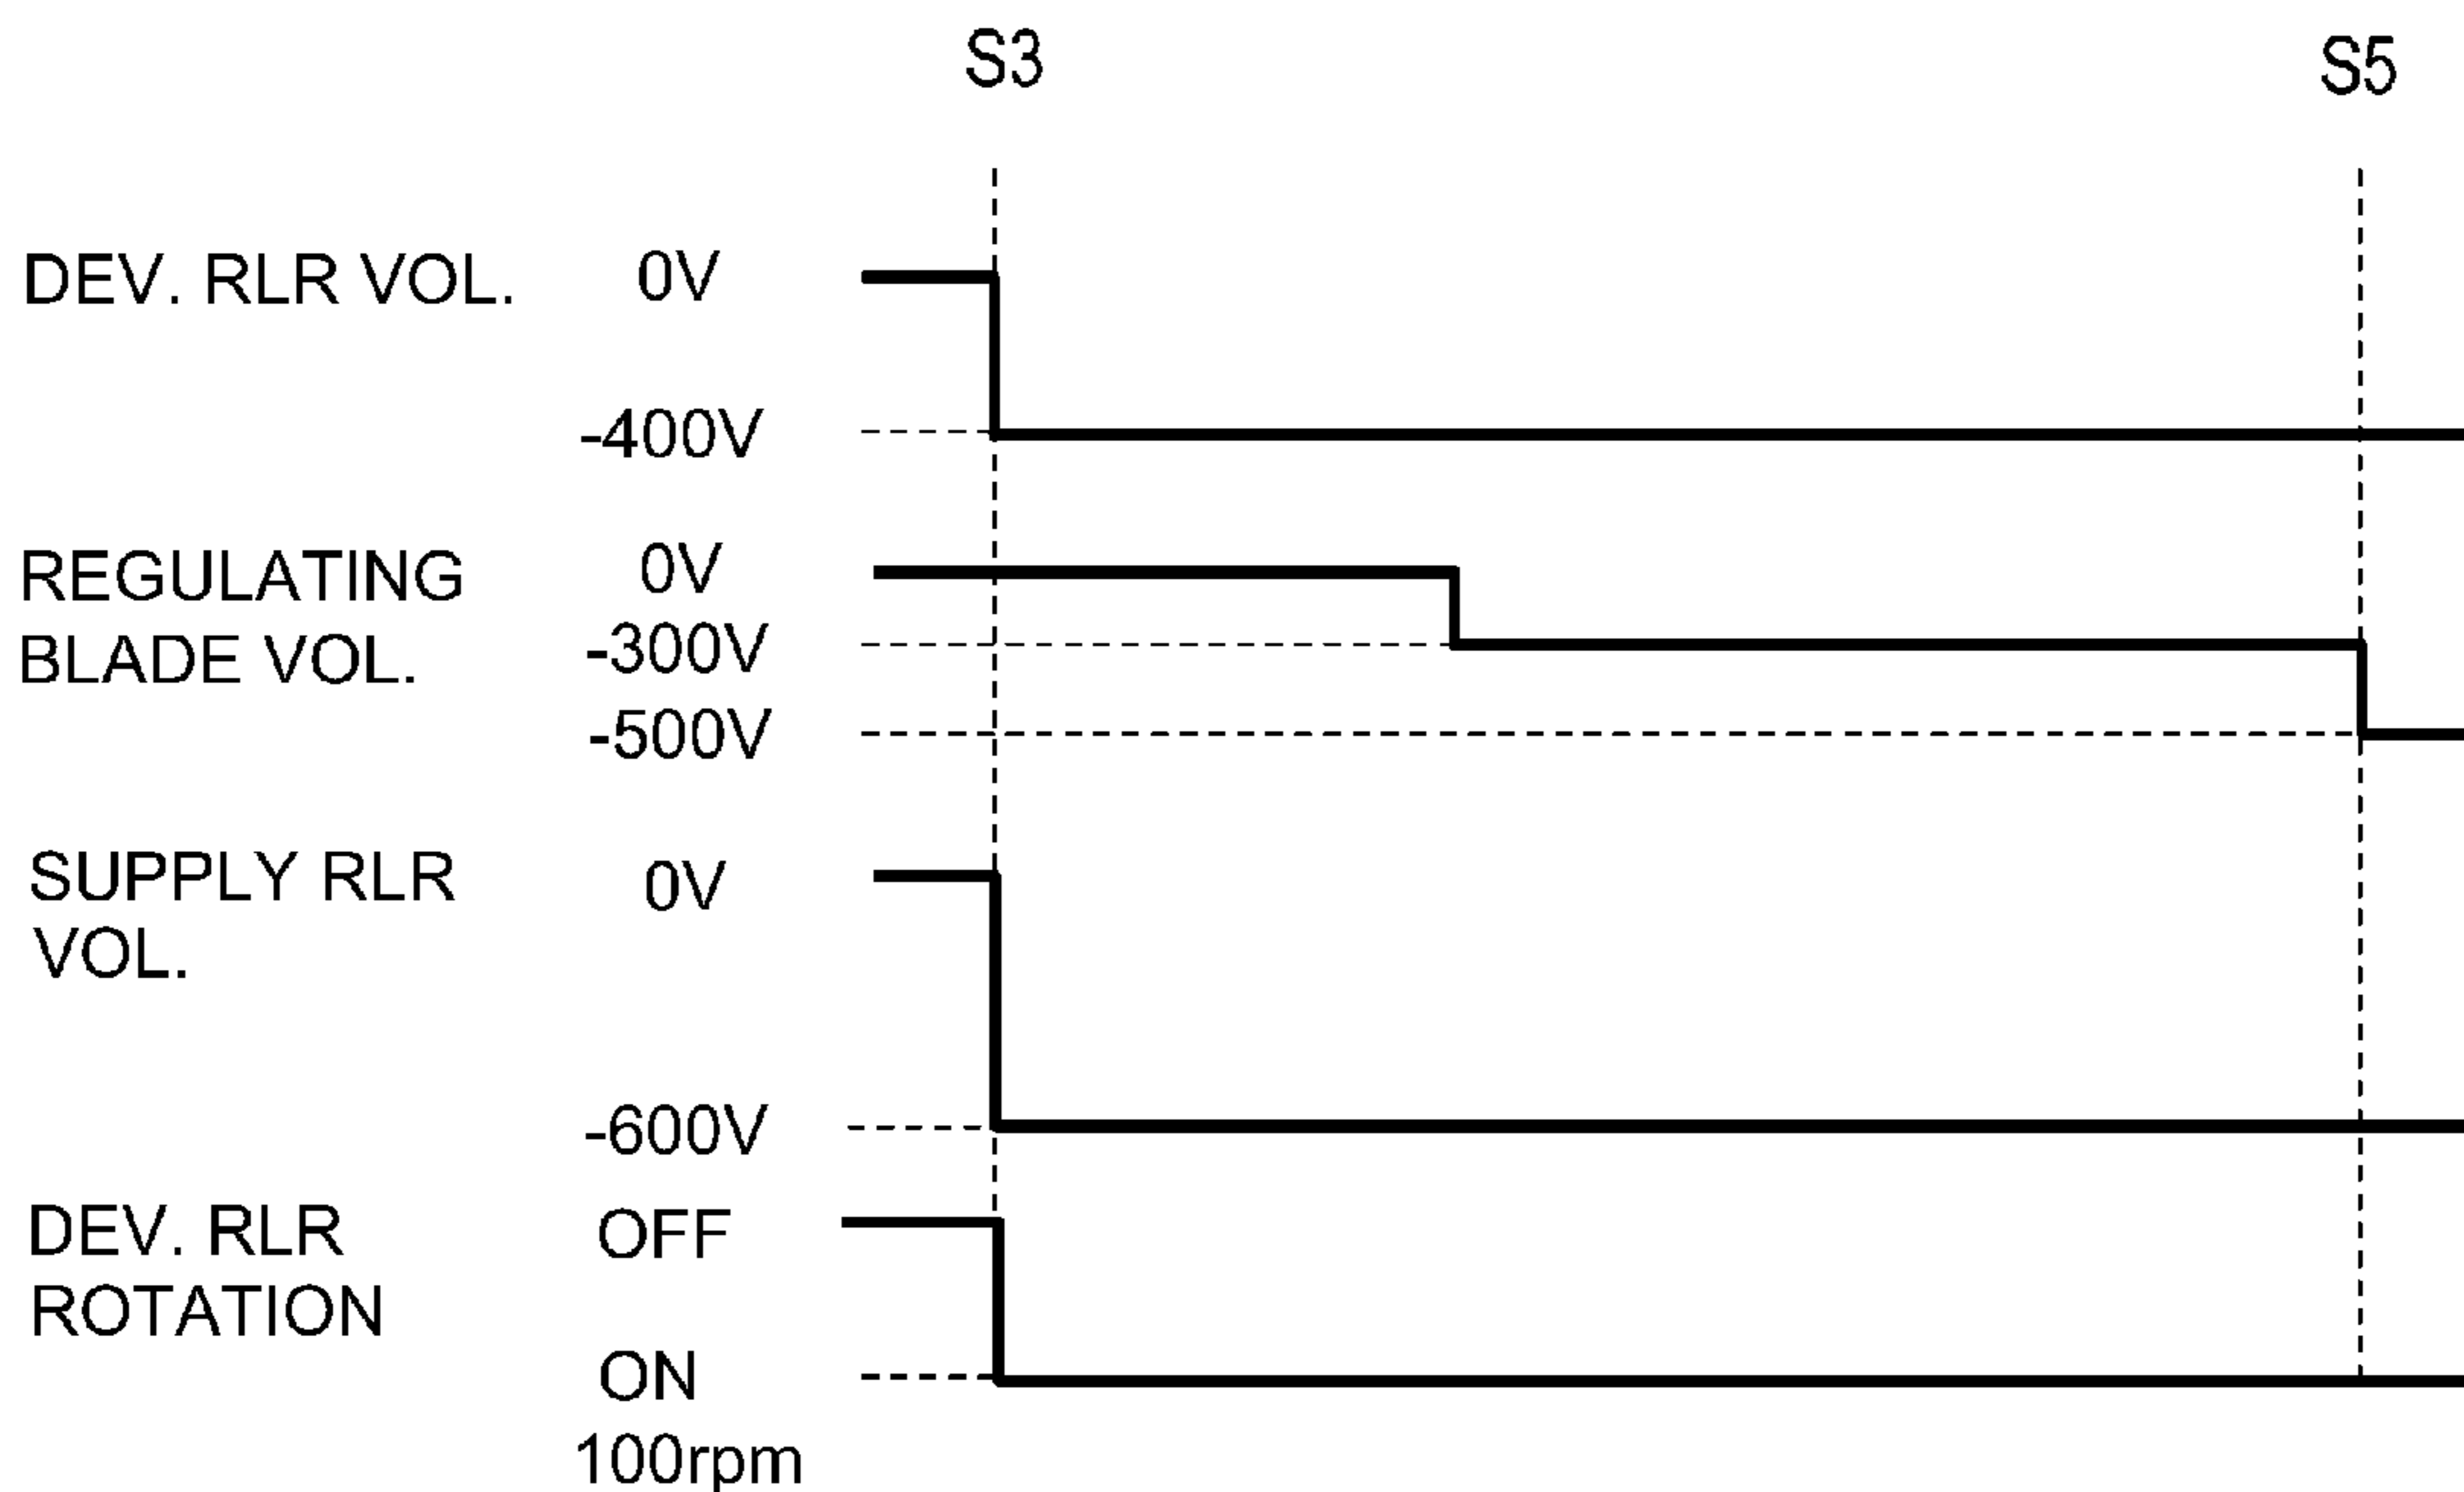 S3
S5
DEV. RLR VOL.
0V
-400V
REGULATING
BLADE VOL.
0V
-300V
-500V
SUPPLY RLR
VOL.
0V
-600V
DEV. RLR
ROTATION
OFF
ON
100rpm